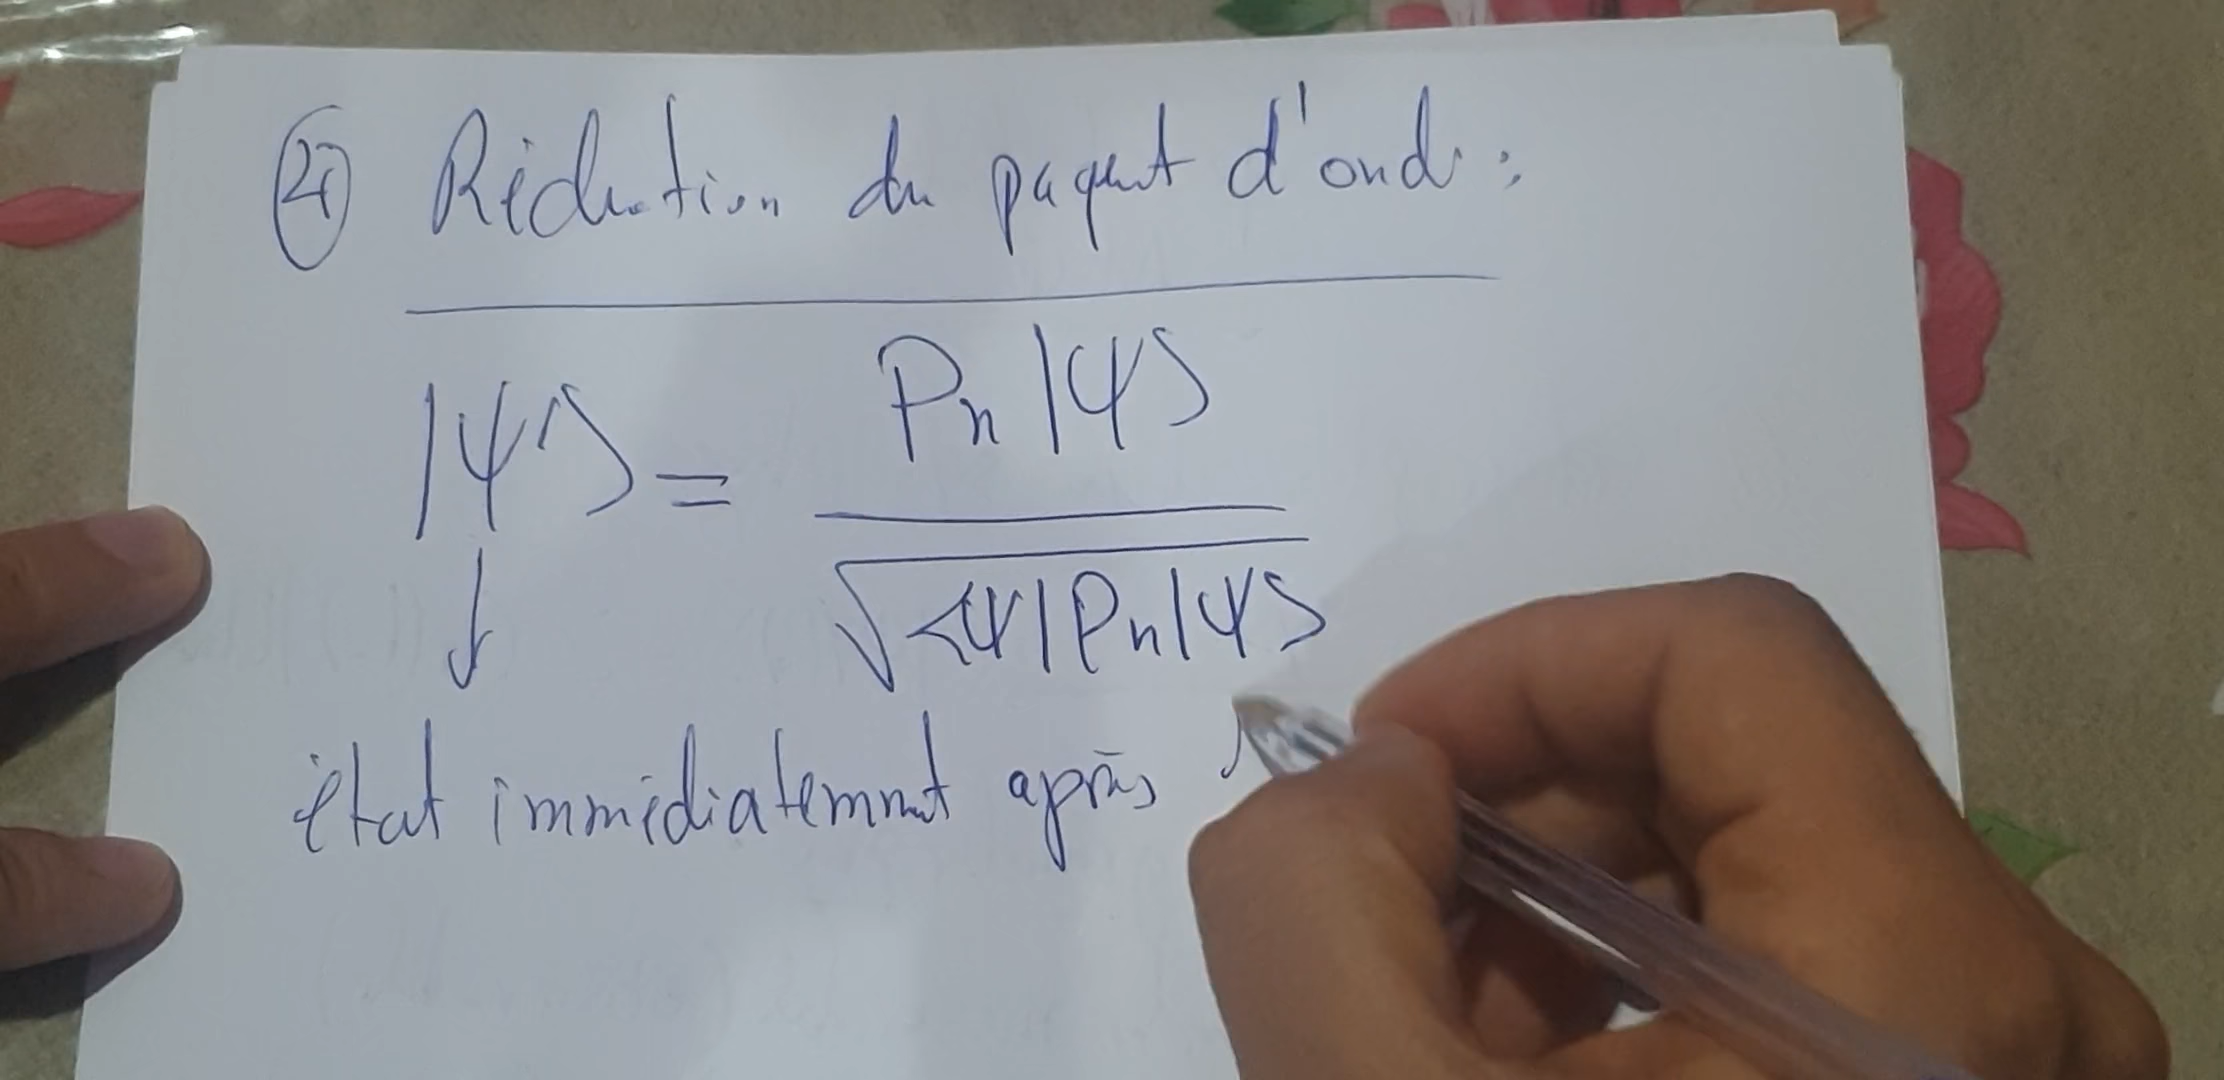 ④ Réduction du paquet d'onde :
|ψ'> = Pn |ψ>
√<ψ|Pn|ψ>
↓
état immédiatement après